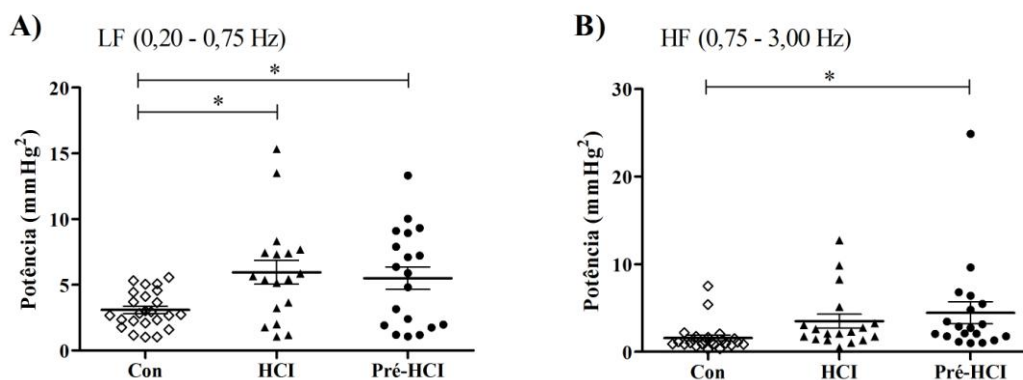 A)
LF (0,20 - 0,75 Hz)
*
*
20
15
10
5
0
Potência (mmHg²)
Con
HCI
Pré-HCI
B)
HF (0,75 - 3,00 Hz)
*
30
20
10
0
Potência (mmHg²)
Con
HCI
Pré-HCI